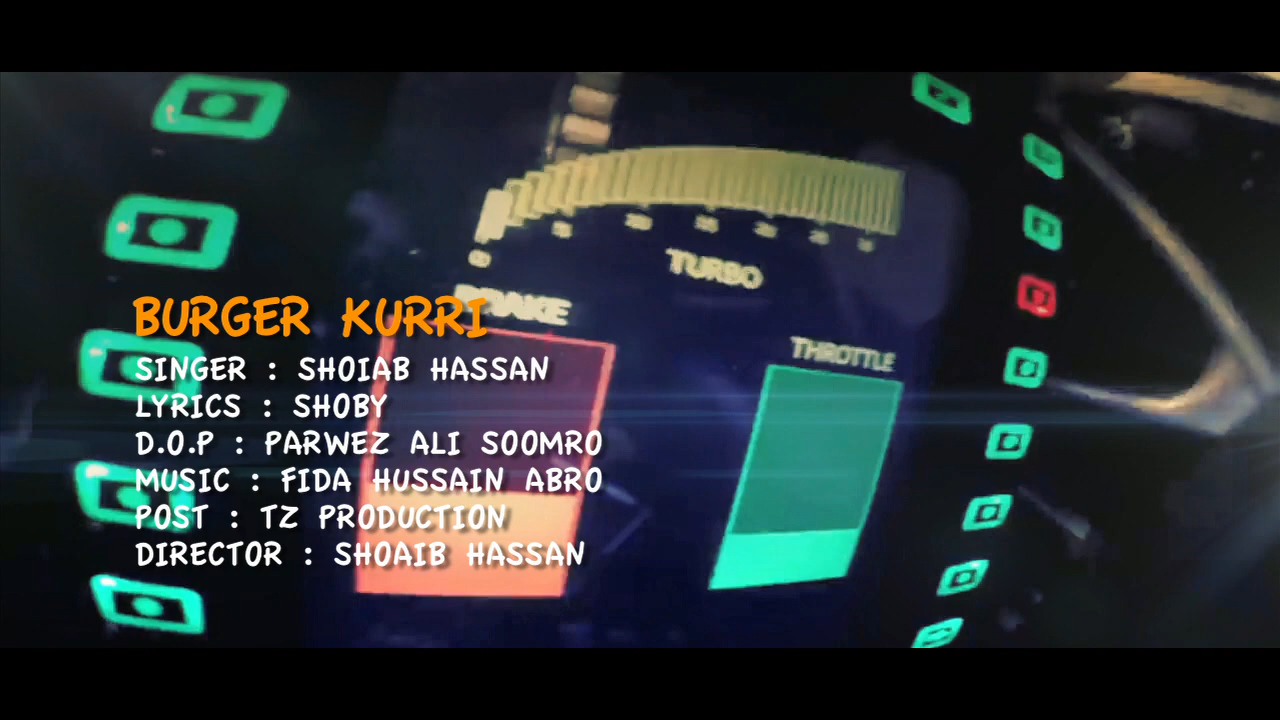 TURBO
BRAKE
THROTTLE
BURGER KURRI
SINGER : SHOIAB HASSAN
LYRICS : SHOBY
D.O.P : PARWEZ ALI SOOMRO
MUSIC : FIDA HUSSAIN ABRO
POST : TZ PRODUCTION
DIRECTOR : SHOAIB HASSAN